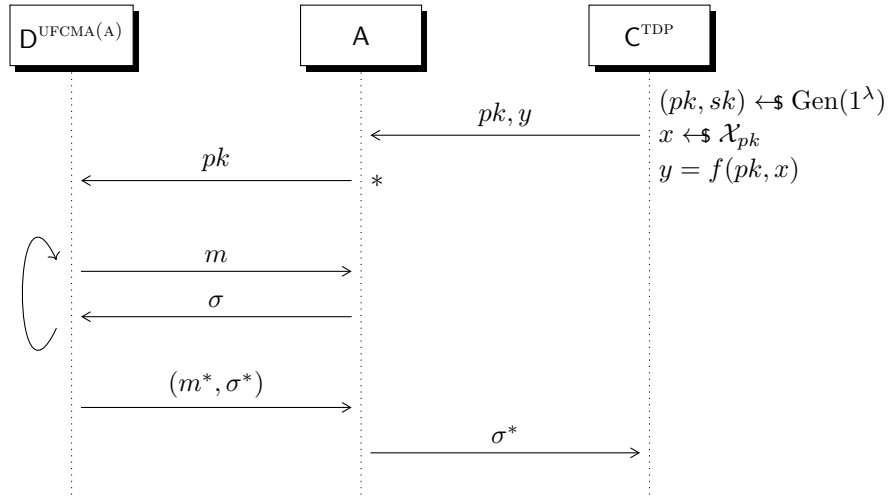 D^UFCMA(A) A C^TDP
(pk, sk) ←$ Gen(1^λ)
pk, y
x ←$ 𝒳_pk
pk
*
y = f(pk, x)
m
σ
(m*, σ*)
σ*